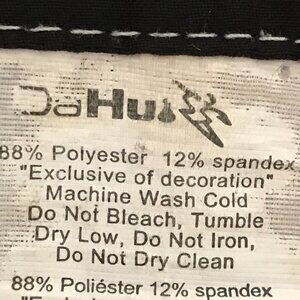 DaHui
88% Polyester 12% spandex
"Exclusive of decoration"
Machine Wash Cold
Do Not Bleach, Tumble
Dry Low, Do Not Iron,
Do Not Dry Clean
88% Poliéster 12% spandex